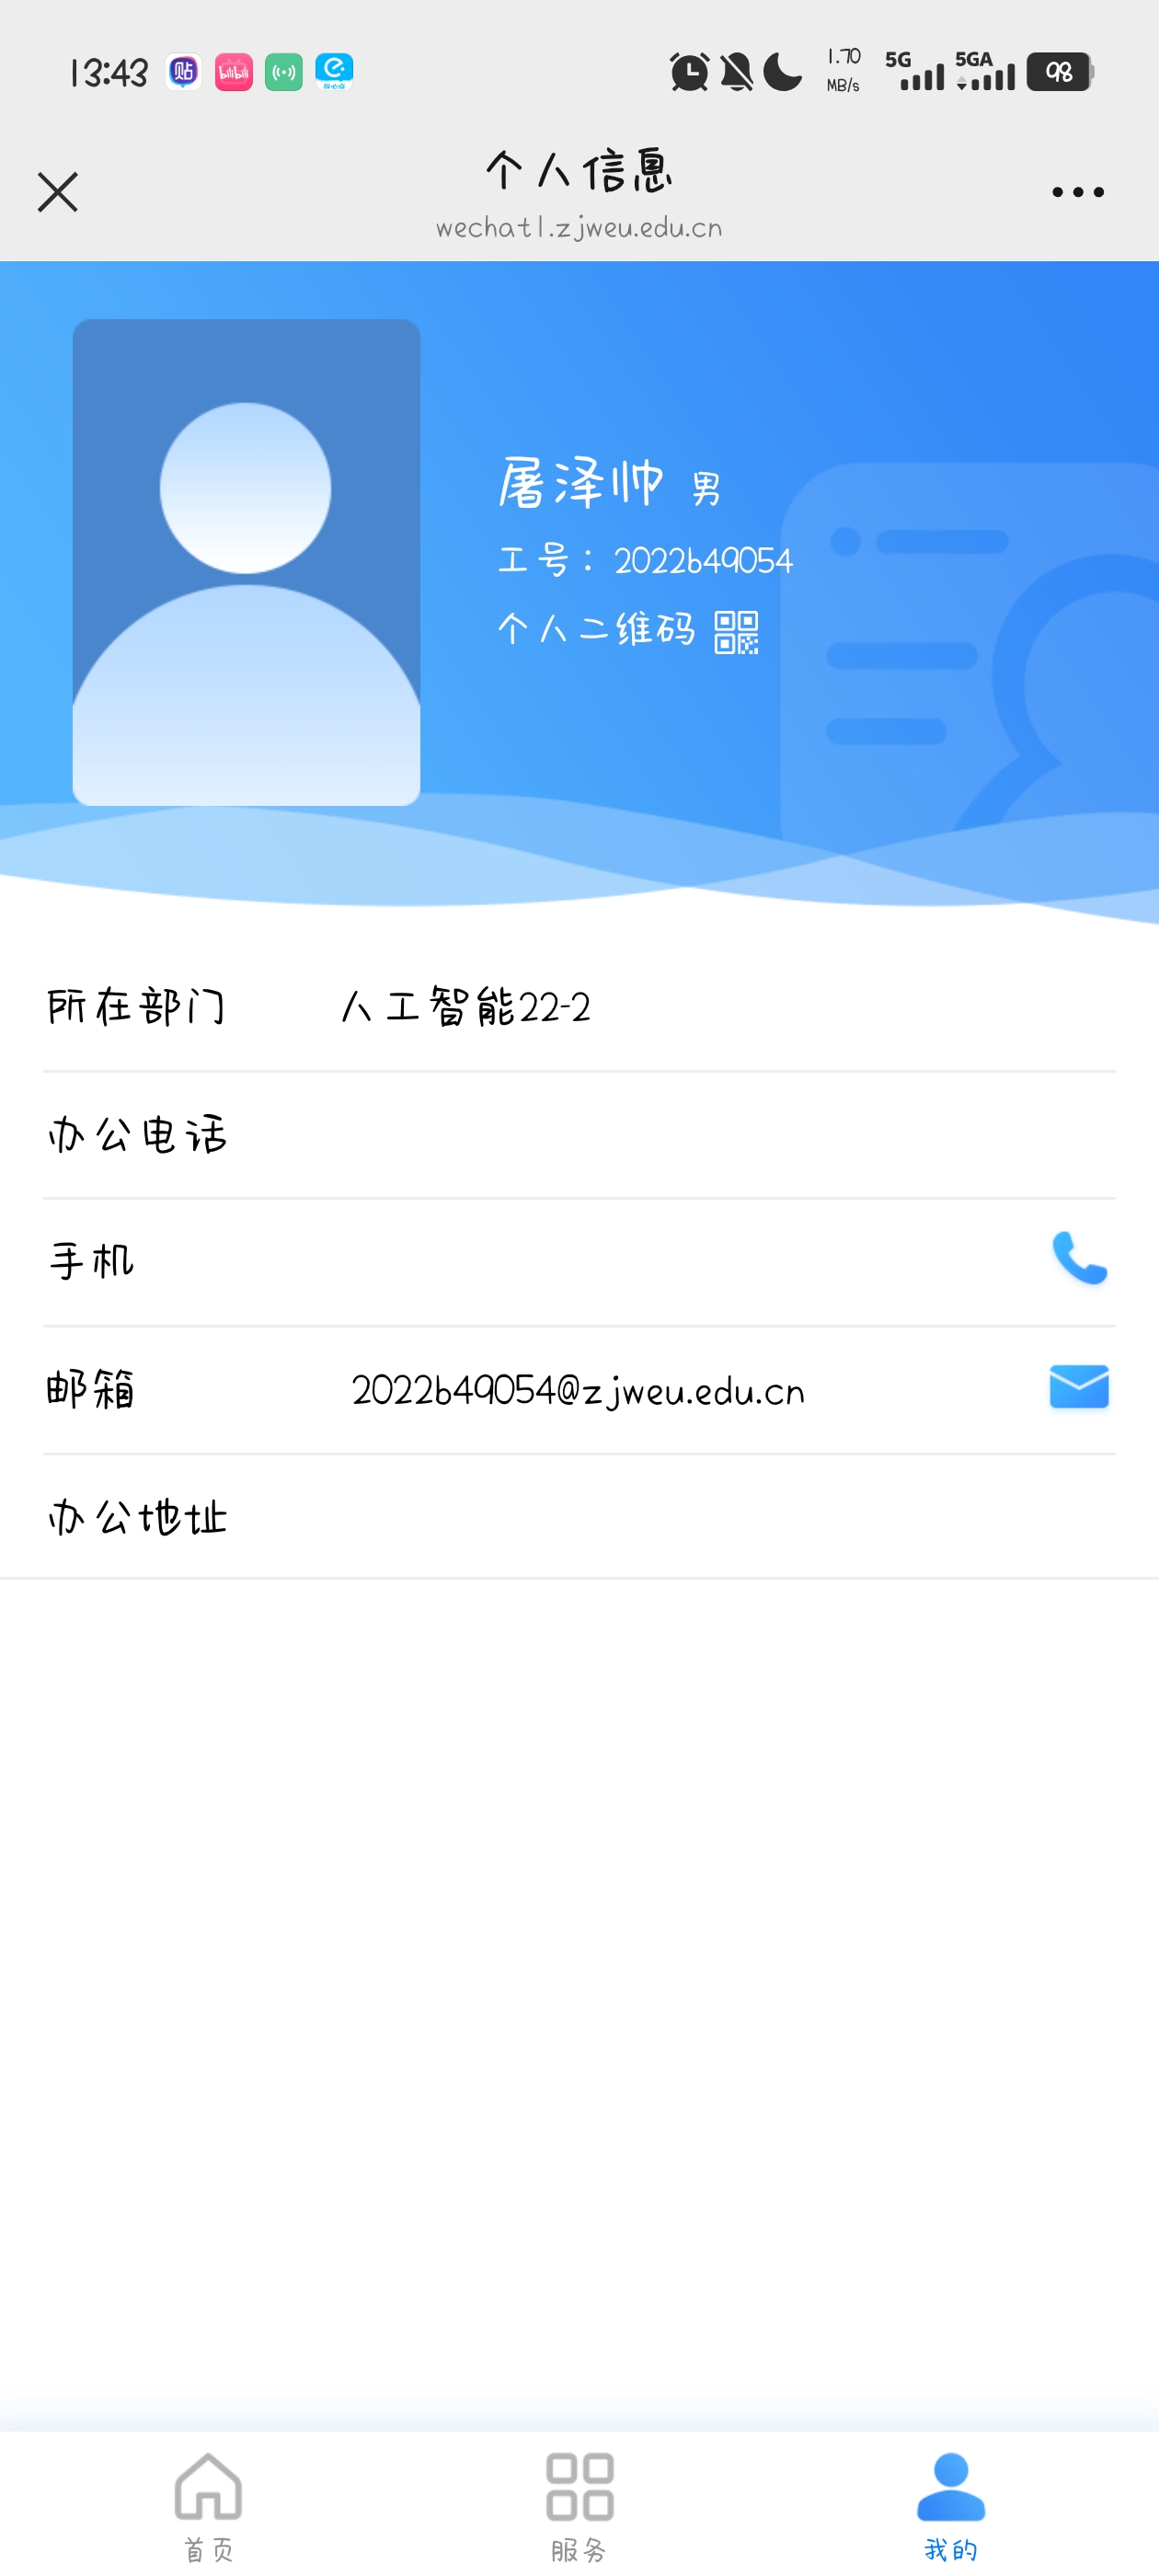 13:43 贴 bilibili 1.70 MB/s 5G 5GA 98
个人信息
wechat1.zjweu.edu.cn
屠泽帅 男
工号：2022b49054
个人二维码
所在部门 人工智能22-2
办公电话
手机
邮箱 2022b49054@zjweu.edu.cn
办公地址
首页 服务 我的